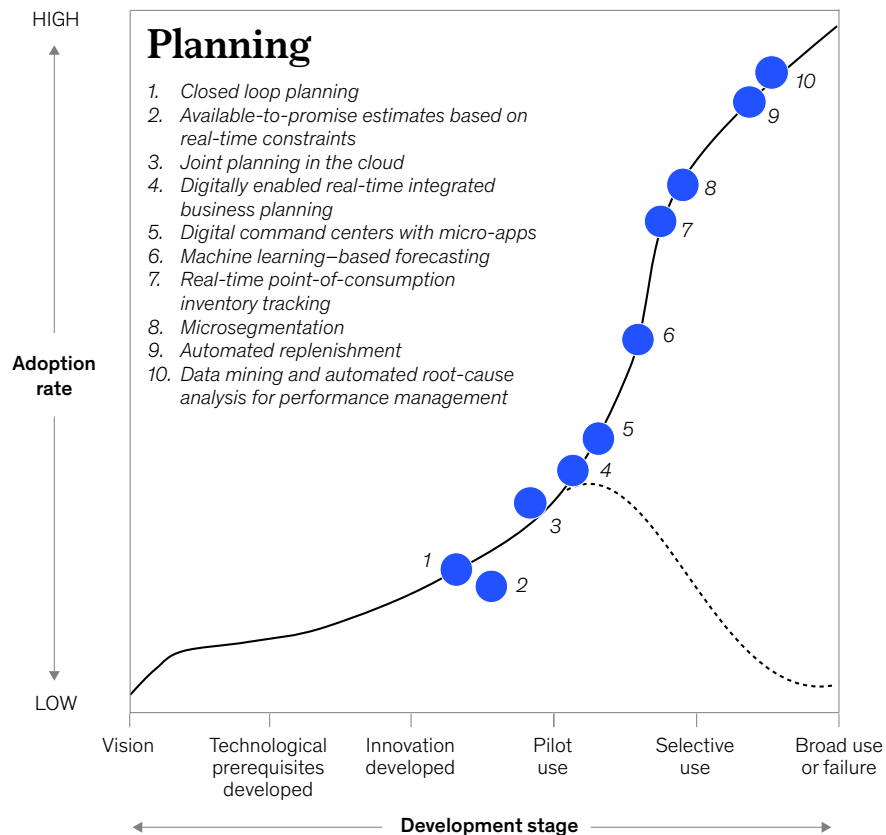 HIGH
Planning
1. Closed loop planning
2. Available-to-promise estimates based on
real-time constraints
3. Joint planning in the cloud
4. Digitally enabled real-time integrated
business planning
5. Digital command centers with micro-apps
6. Machine learning–based forecasting
7. Real-time point-of-consumption
inventory tracking
8. Microsegmentation
9. Automated replenishment
10. Data mining and automated root-cause
analysis for performance management
10
9
8
7
6
5
4
3
1
2
Adoption
rate
LOW
Vision
Technological
prerequisites
developed
Innovation
developed
Pilot
use
Selective
use
Broad use
or failure
Development stage